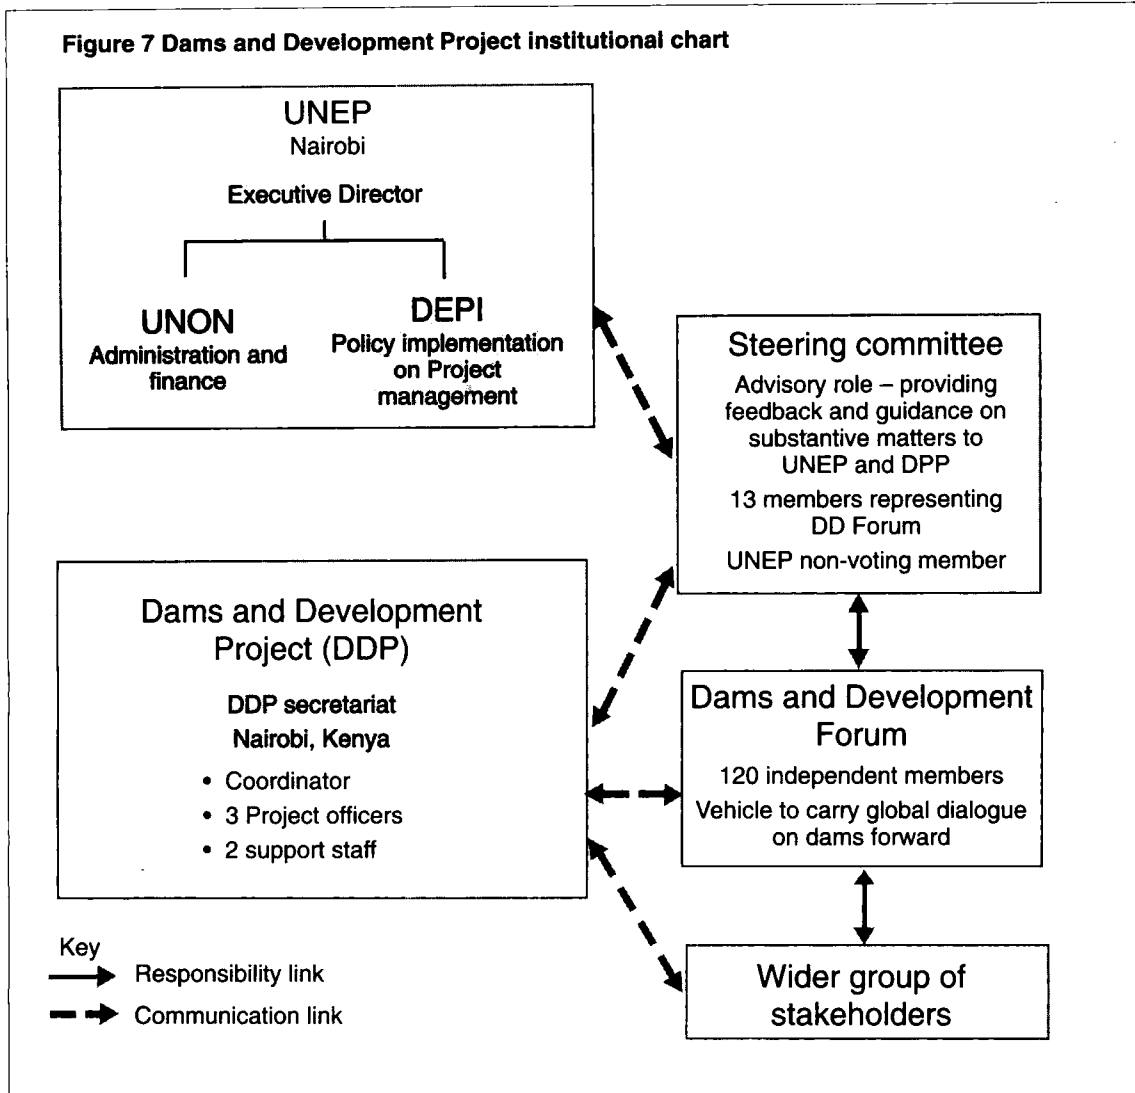 Figure 7 Dams and Development Project institutional chart
UNEP
Nairobi
Executive Director
UNON
Administration and
finance
DEPI
Policy implementation
on Project
management
Steering committee
Advisory role – providing
feedback and guidance on
substantive matters to
UNEP and DPP
13 members representing
DD Forum
UNEP non-voting member
Dams and Development
Project (DDP)
DDP secretariat
Nairobi, Kenya
• Coordinator
• 3 Project officers
• 2 support staff
Dams and Development
Forum
120 independent members
Vehicle to carry global dialogue
on dams forward
Wider group of
stakeholders
Key
Responsibility link
Communication link